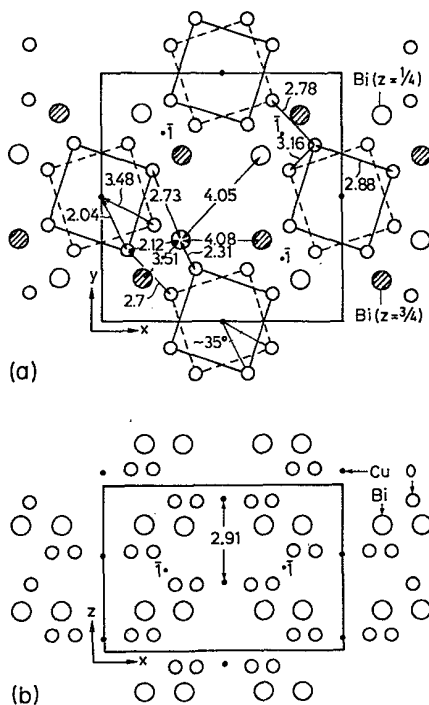 2.78
Bi(z=¼)
1̄
1̄
3.16
3.48
2.73
2.88
4.05
2.04
2.12
4.08
3.51
2.31
1̄
y
2.7
Bi(z=¾)
x
~35°
(a)
Cu O
Bi
2.91
1̄
1̄
z
x
(b)